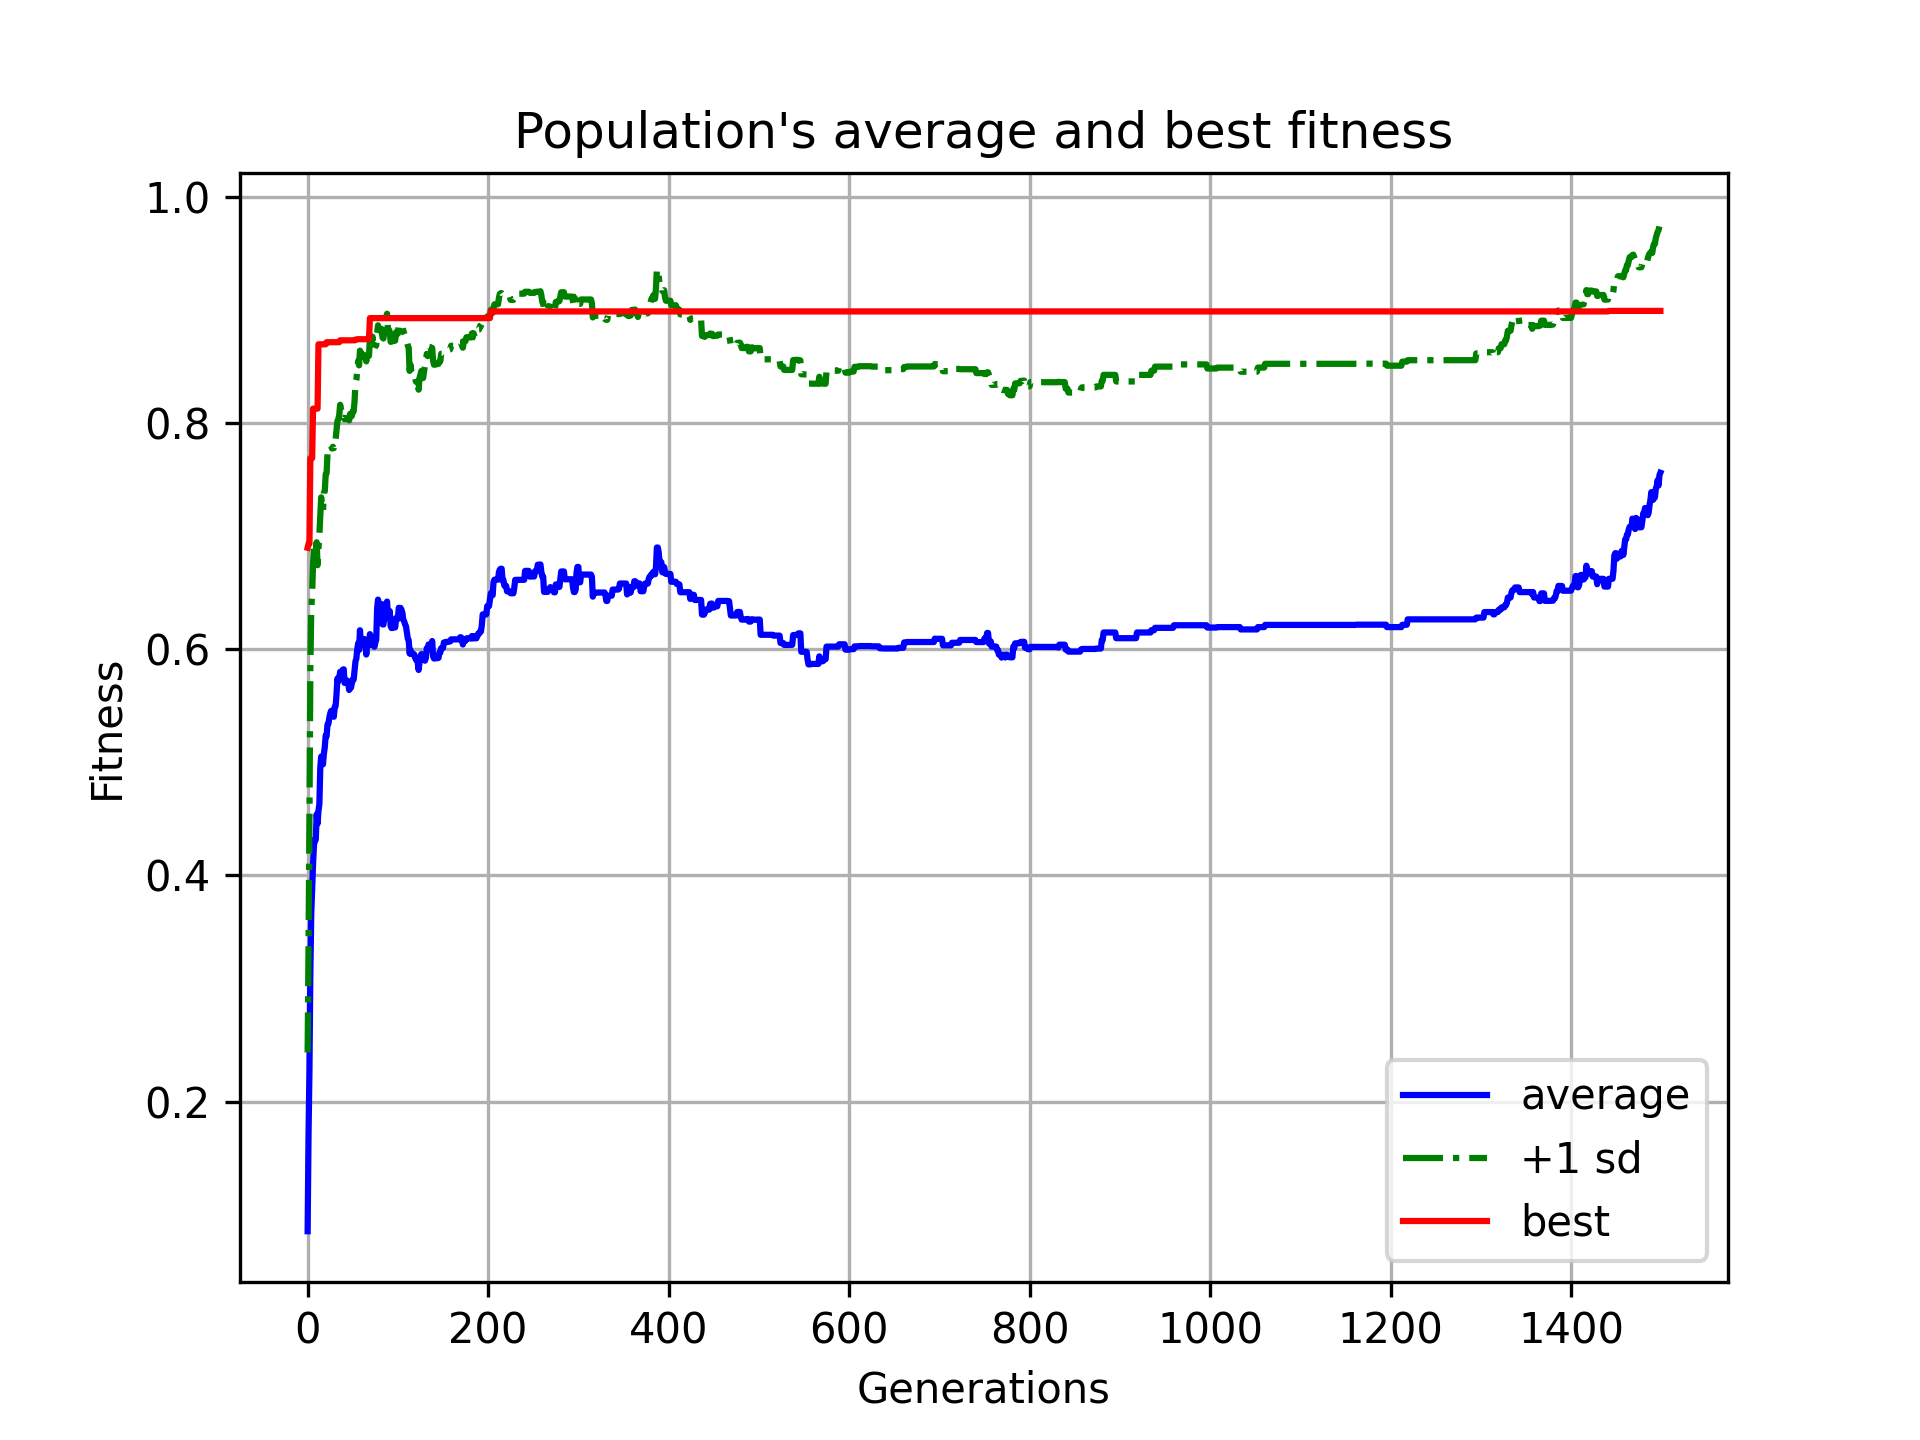 Population's average and best fitness
1.0
0.8
0.6
0.4
0.2
Fitness
0 200 400 600 800 1000 1200 1400
Generations
average
+1 sd
best